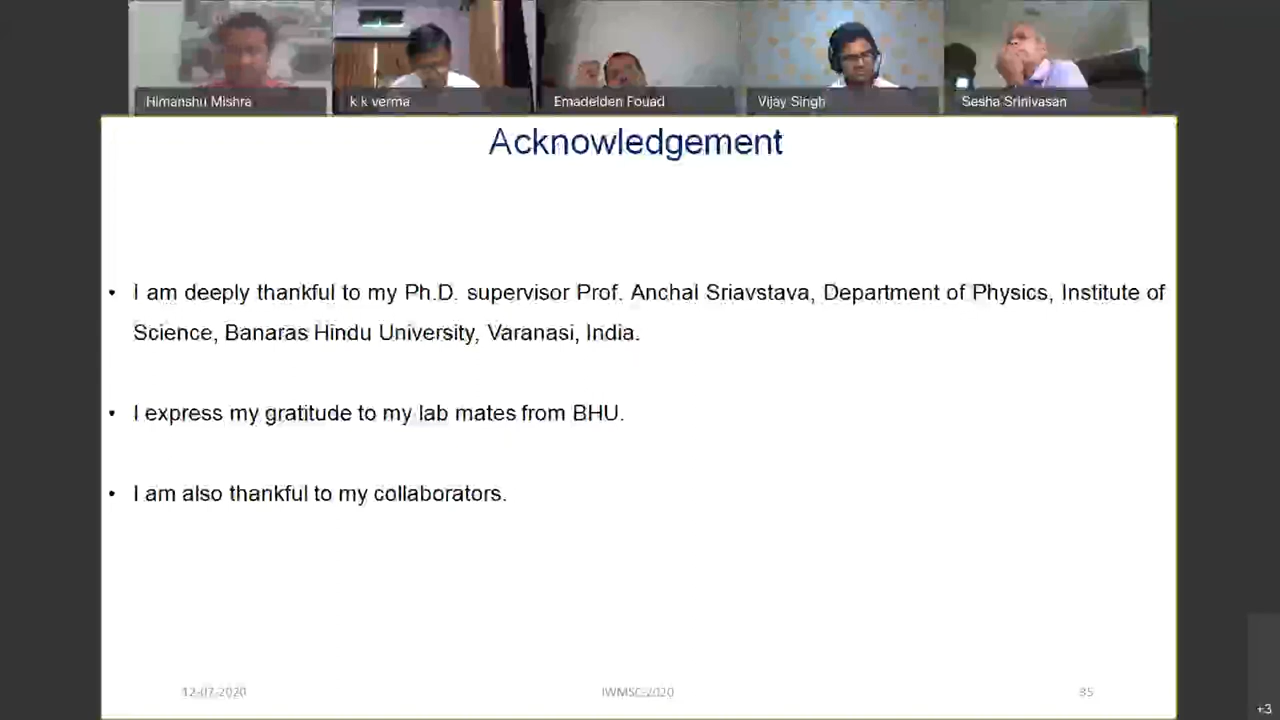 Himanshu Mishra
k k verma
Emadelden Fouad
Vijay Singh
Sesha Srinivasan
Acknowledgement
• I am deeply thankful to my Ph.D. supervisor Prof. Anchal Sriavstava, Department of Physics, Institute of
Science, Banaras Hindu University, Varanasi, India.
• I express my gratitude to my lab mates from BHU.
• I am also thankful to my collaborators.
12-07-2020
IWMSC-2020
35
+3